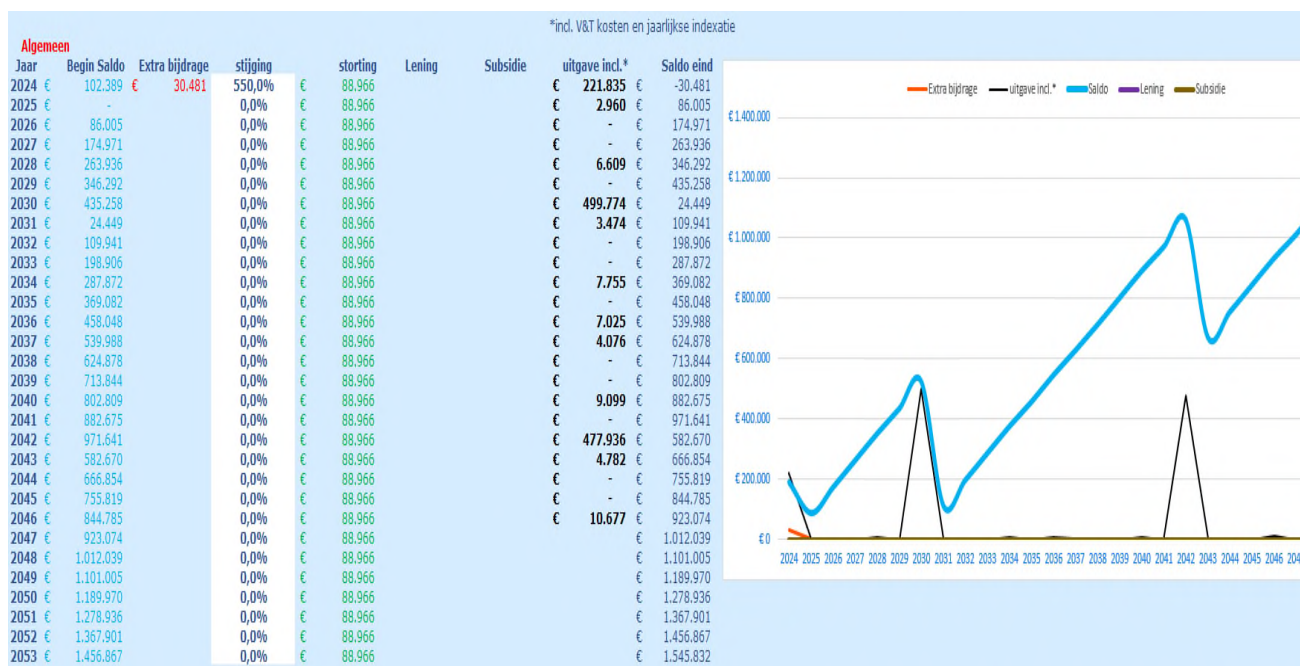 *incl. V&T kosten en jaarlijkse indexatie
Algemeen
Jaar Begin Saldo Extra bijdrage stijging storting Lening Subsidie uitgave incl.* Saldo eind
2024 € 102.389 € 30.481 550,0% € 88.966 € 221.835 € -30.481
2025 € - 0,0% € 88.966 € 2.960 € 86.005
2026 € 86.005 0,0% € 88.966 € - € 174.971
2027 € 174.971 0,0% € 88.966 € - € 263.936
2028 € 263.936 0,0% € 88.966 € 6.609 € 346.292
2029 € 346.292 0,0% € 88.966 € - € 435.258
2030 € 435.258 0,0% € 88.966 € 499.774 € 24.449
2031 € 24.449 0,0% € 88.966 € 3.474 € 109.941
2032 € 109.941 0,0% € 88.966 € - € 198.906
2033 € 198.906 0,0% € 88.966 € - € 287.872
2034 € 287.872 0,0% € 88.966 € 7.755 € 369.082
2035 € 369.082 0,0% € 88.966 € - € 458.048
2036 € 458.048 0,0% € 88.966 € 7.025 € 539.988
2037 € 539.988 0,0% € 88.966 € 4.076 € 624.878
2038 € 624.878 0,0% € 88.966 € - € 713.844
2039 € 713.844 0,0% € 88.966 € - € 802.809
2040 € 802.809 0,0% € 88.966 € 9.099 € 882.675
2041 € 882.675 0,0% € 88.966 € - € 971.641
2042 € 971.641 0,0% € 88.966 € 477.936 € 582.670
2043 € 582.670 0,0% € 88.966 € 4.782 € 666.854
2044 € 666.854 0,0% € 88.966 € - € 755.819
2045 € 755.819 0,0% € 88.966 € - € 844.785
2046 € 844.785 0,0% € 88.966 € 10.677 € 923.074
2047 € 923.074 0,0% € 88.966 € 1.012.039
2048 € 1.012.039 0,0% € 88.966 € 1.101.005
2049 € 1.101.005 0,0% € 88.966 € 1.189.970
2050 € 1.189.970 0,0% € 88.966 € 1.278.936
2051 € 1.278.936 0,0% € 88.966 € 1.367.901
2052 € 1.367.901 0,0% € 88.966 € 1.456.867
2053 € 1.456.867 0,0% € 88.966 € 1.545.832
Extra bijdrage uitgave incl.* Saldo Lening Subsidie
€ 1.400.000
€ 1.200.000
€ 1.000.000
€ 800.000
€ 600.000
€ 400.000
€ 200.000
€ 0
2024 2025 2026 2027 2028 2029 2030 2031 2032 2033 2034 2035 2036 2037 2038 2039 2040 2041 2042 2043 2044 2045 2046